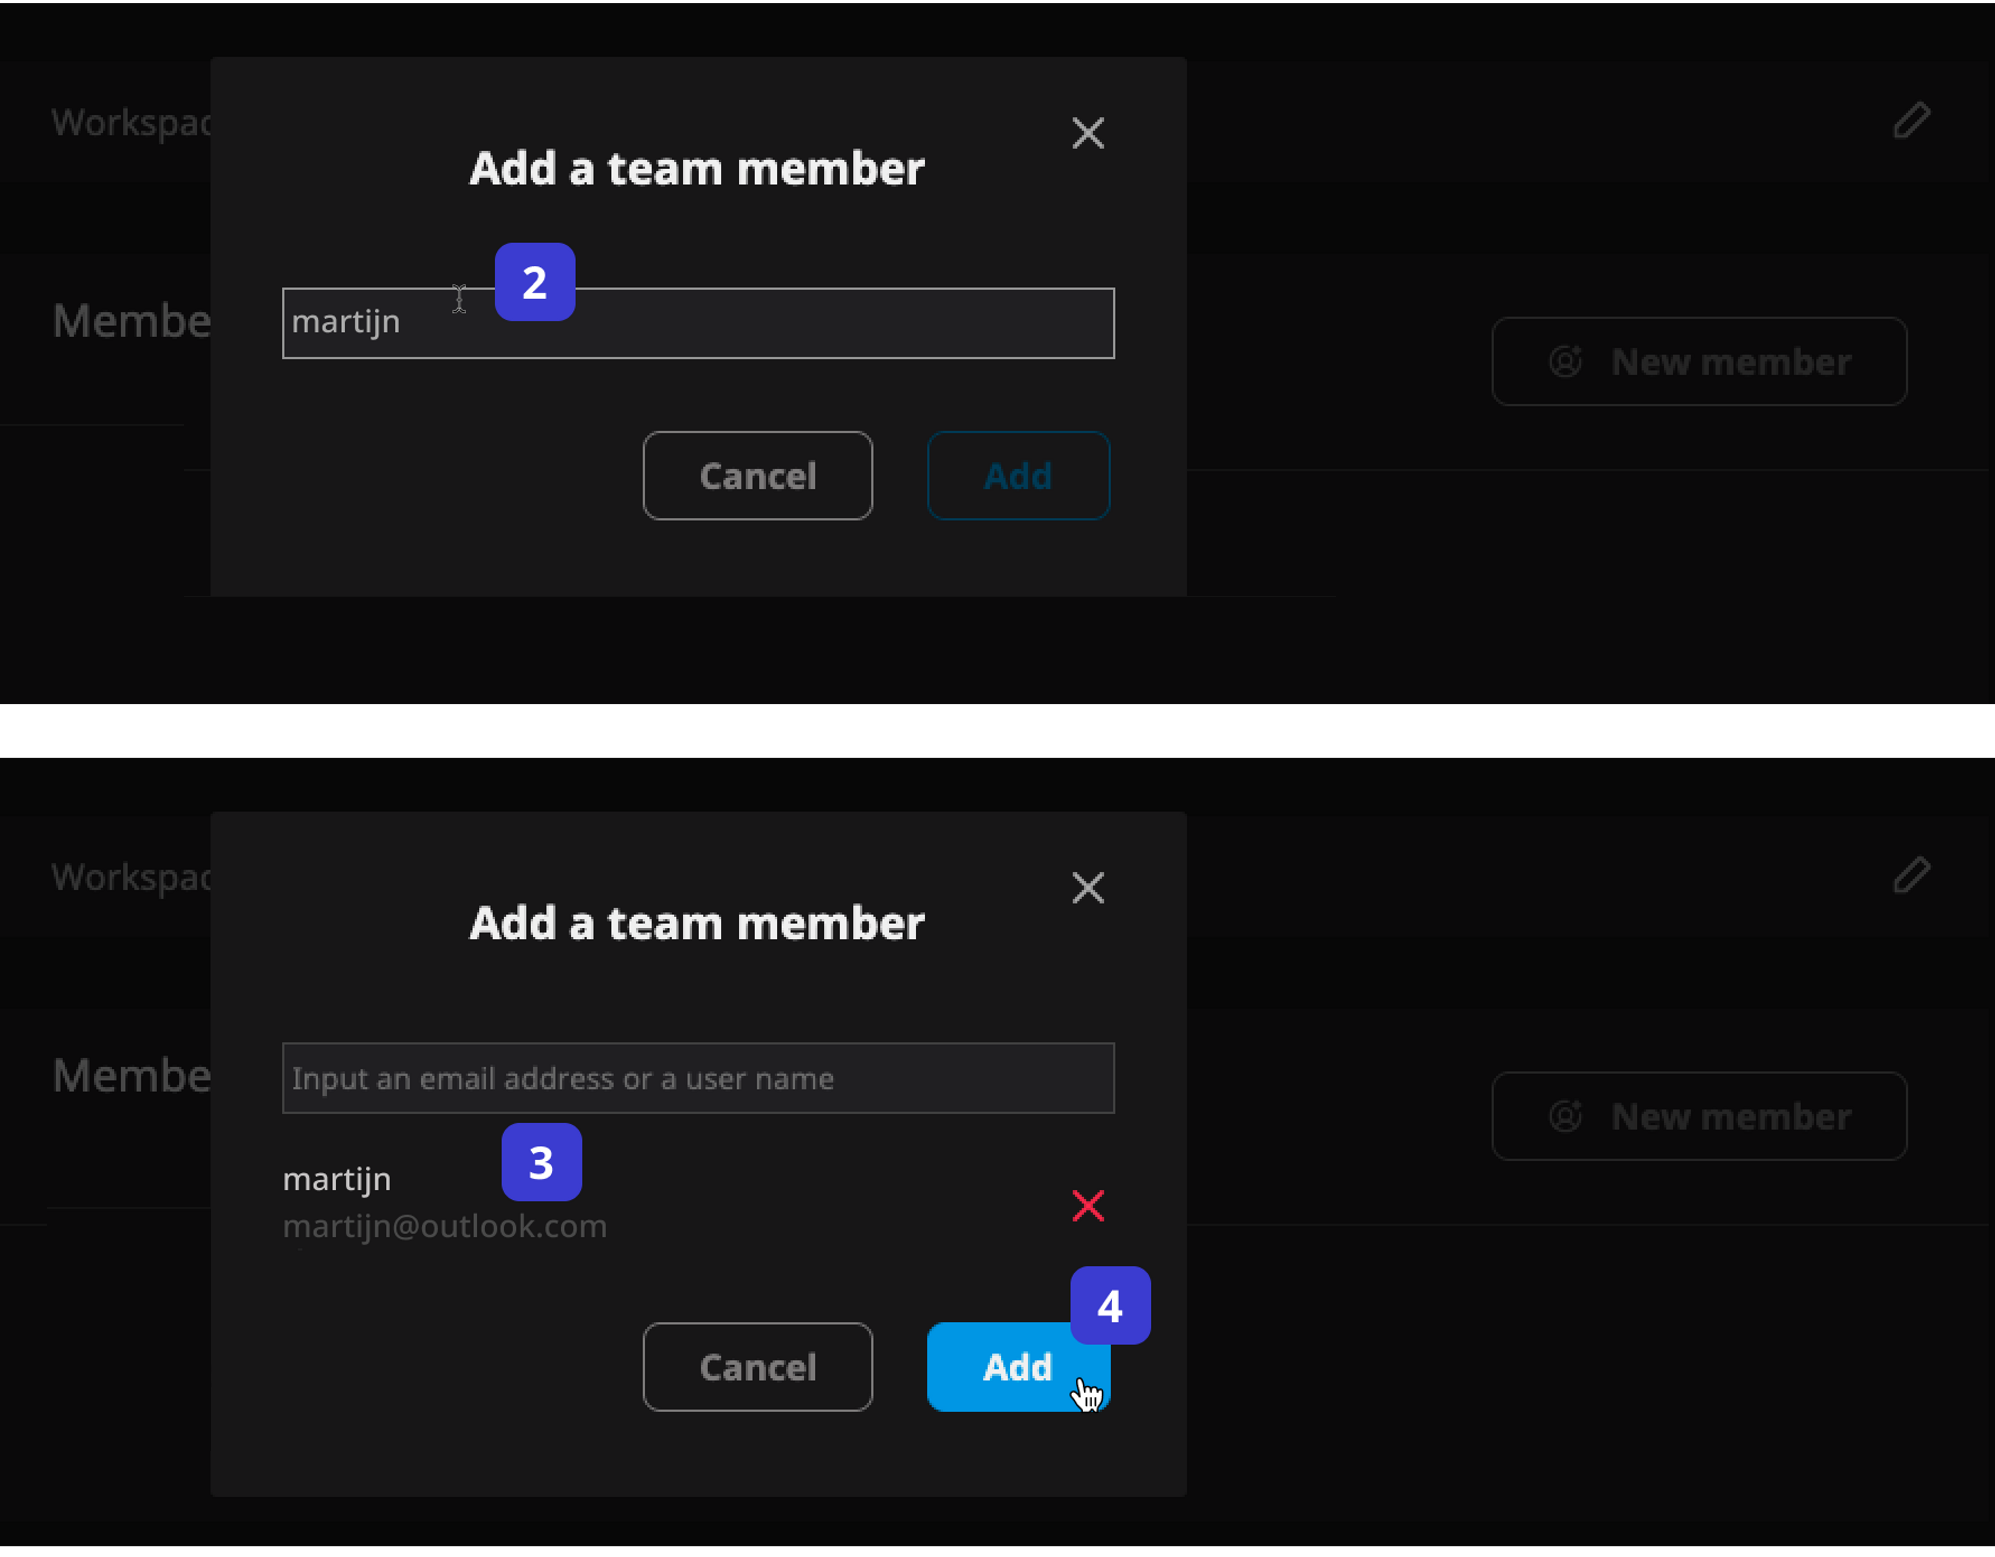 Workspac
Add a team member
2
martijn
Membe
New member
Cancel
Add
Workspac
Add a team member
Input an email address or a user name
Membe
New member
3
martijn
martijn@outlook.com
4
Cancel
Add